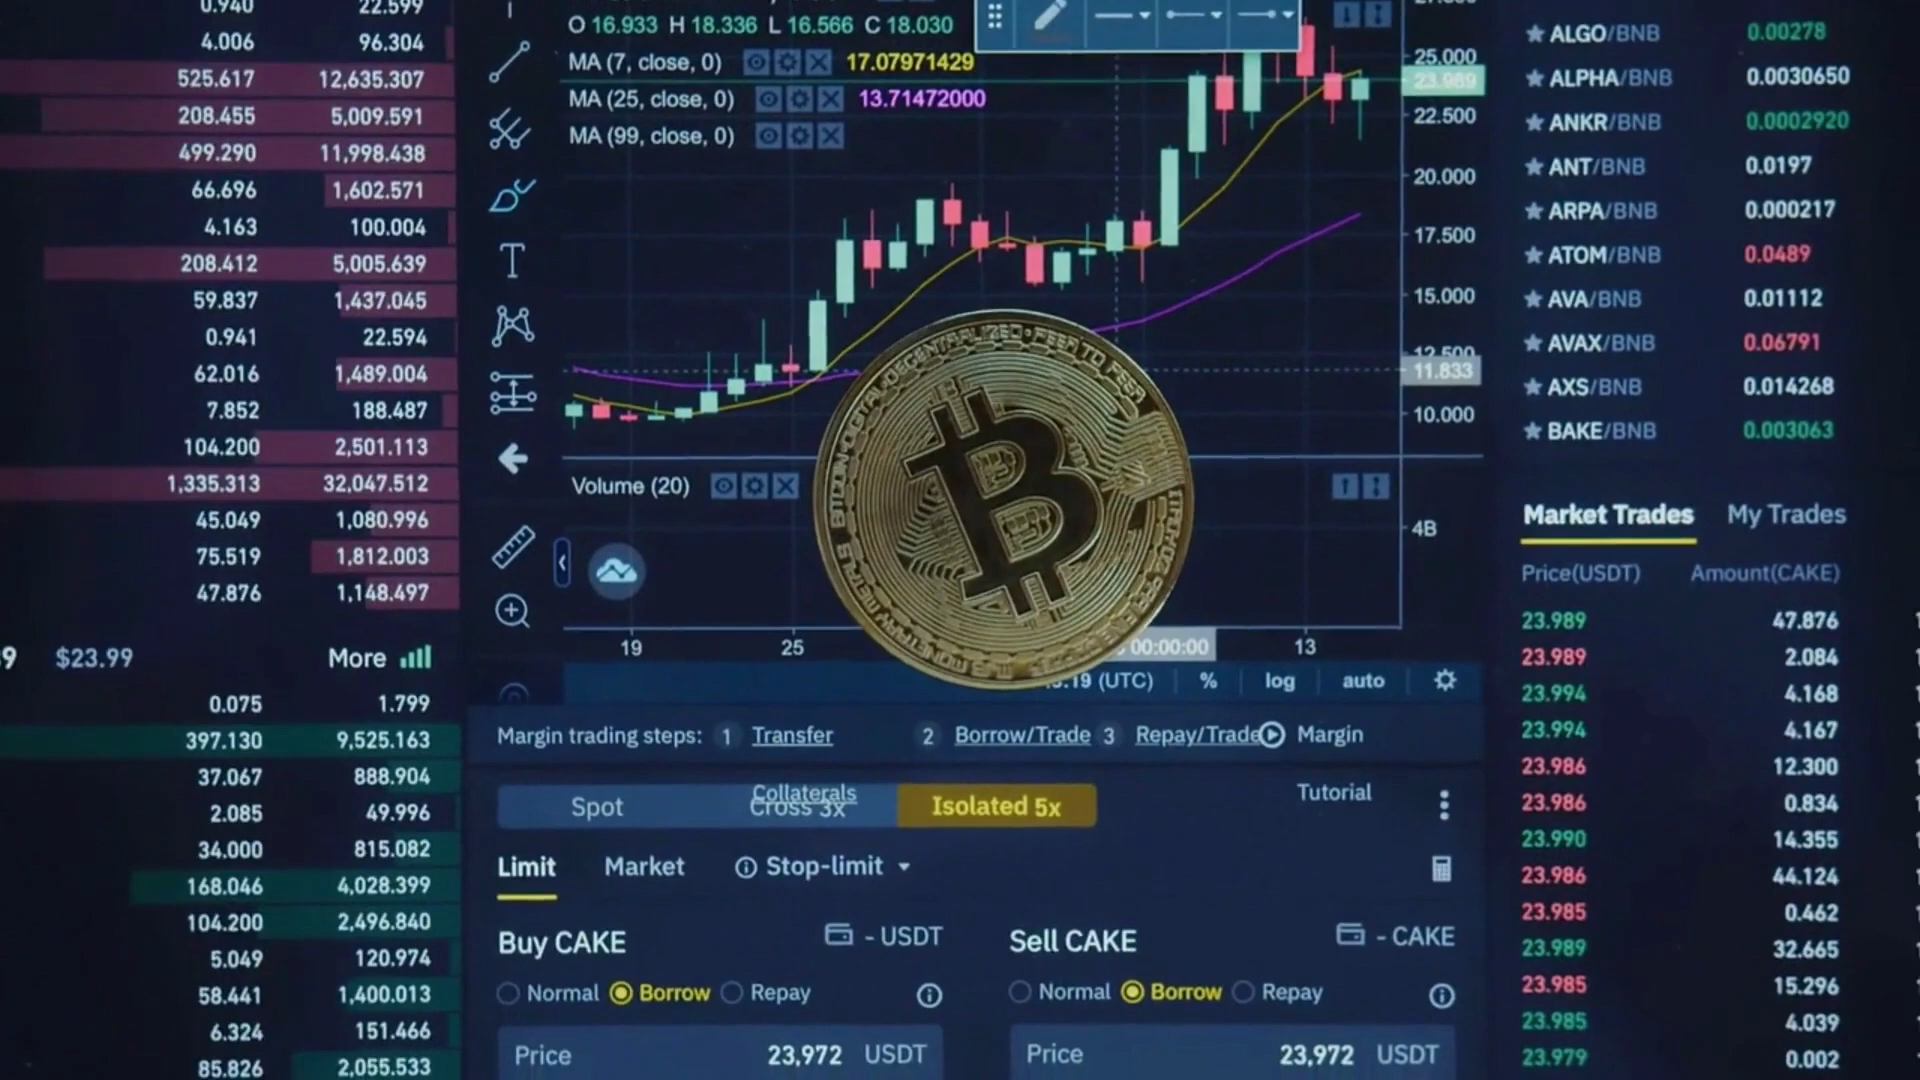 0.940 22.599
4.006 96.304
525.617 12,635.307
208.455 5,009.591
499.290 11,998.438
66.696 1,602.571
4.163 100.004
208.412 5,005.639
59.837 1,437.045
0.941 22.594
62.016 1,489.004
7.852 188.487
104.200 2,501.113
1,335.313 32,047.512
45.049 1,080.996
75.519 1,812.003
47.876 1,148.497
9 $23.99 More
0.075 1.799
397.130 9,525.163
37.067 888.904
2.085 49.996
34.000 815.082
168.046 4,028.399
104.200 2,496.840
5.049 120.974
58.441 1,400.013
6.324 151.466
85.826 2,055.533
O 16.933 H 18.336 L 16.566 C 18.030
MA (7, close, 0) 17.07971429
MA (25, close, 0) 13.71472000
MA (99, close, 0)
25.000
23.989
22.500
20.000
17.500
15.000
12.500
11.833
10.000
Volume (20)
4B
DECENTRALIZED • PEER TO PEER
BITCOIN
19 25 00:00:00 13
:19 (UTC) % log auto
Margin trading steps: 1 Transfer 2 Borrow/Trade 3 Repay/Trade Margin
Collaterals Tutorial
Spot Cross 3x Isolated 5x
Limit Market Stop-limit
Buy CAKE - USDT Sell CAKE - CAKE
Normal Borrow Repay Normal Borrow Repay
Price 23,972 USDT Price 23,972 USDT
ALGO/BNB 0.00278
ALPHA/BNB 0.0030650
ANKR/BNB 0.0002920
ANT/BNB 0.0197
ARPA/BNB 0.000217
ATOM/BNB 0.0489
AVA/BNB 0.01112
AVAX/BNB 0.06791
AXS/BNB 0.014268
BAKE/BNB 0.003063
Market Trades My Trades
Price(USDT) Amount(CAKE)
23.989 47.876
23.989 2.084
23.994 4.168
23.994 4.167
23.986 12.300
23.986 0.834
23.990 14.355
23.986 44.124
23.985 0.462
23.989 32.665
23.985 15.296
23.985 4.039
23.979 0.002